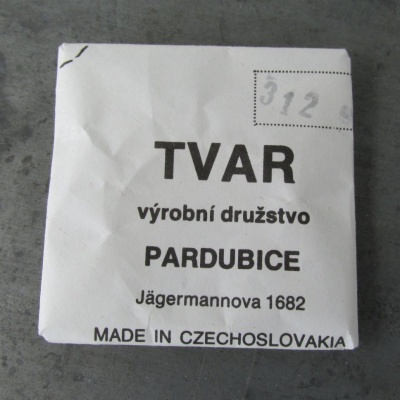 312
TVAR
výrobní družstvo
PARDUBICE
Jägermannova 1682
MADE IN CZECHOSLOVAKIA